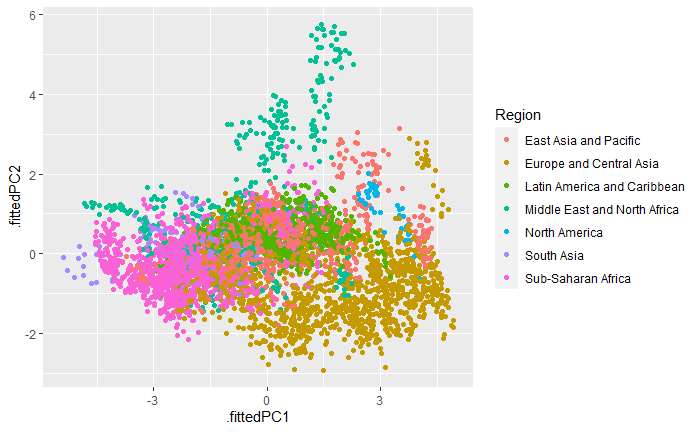 6
4
2
0
-2
.fittedPC2
-3
0
3
.fittedPC1
Region
East Asia and Pacific
Europe and Central Asia
Latin America and Caribbean
Middle East and North Africa
North America
South Asia
Sub-Saharan Africa